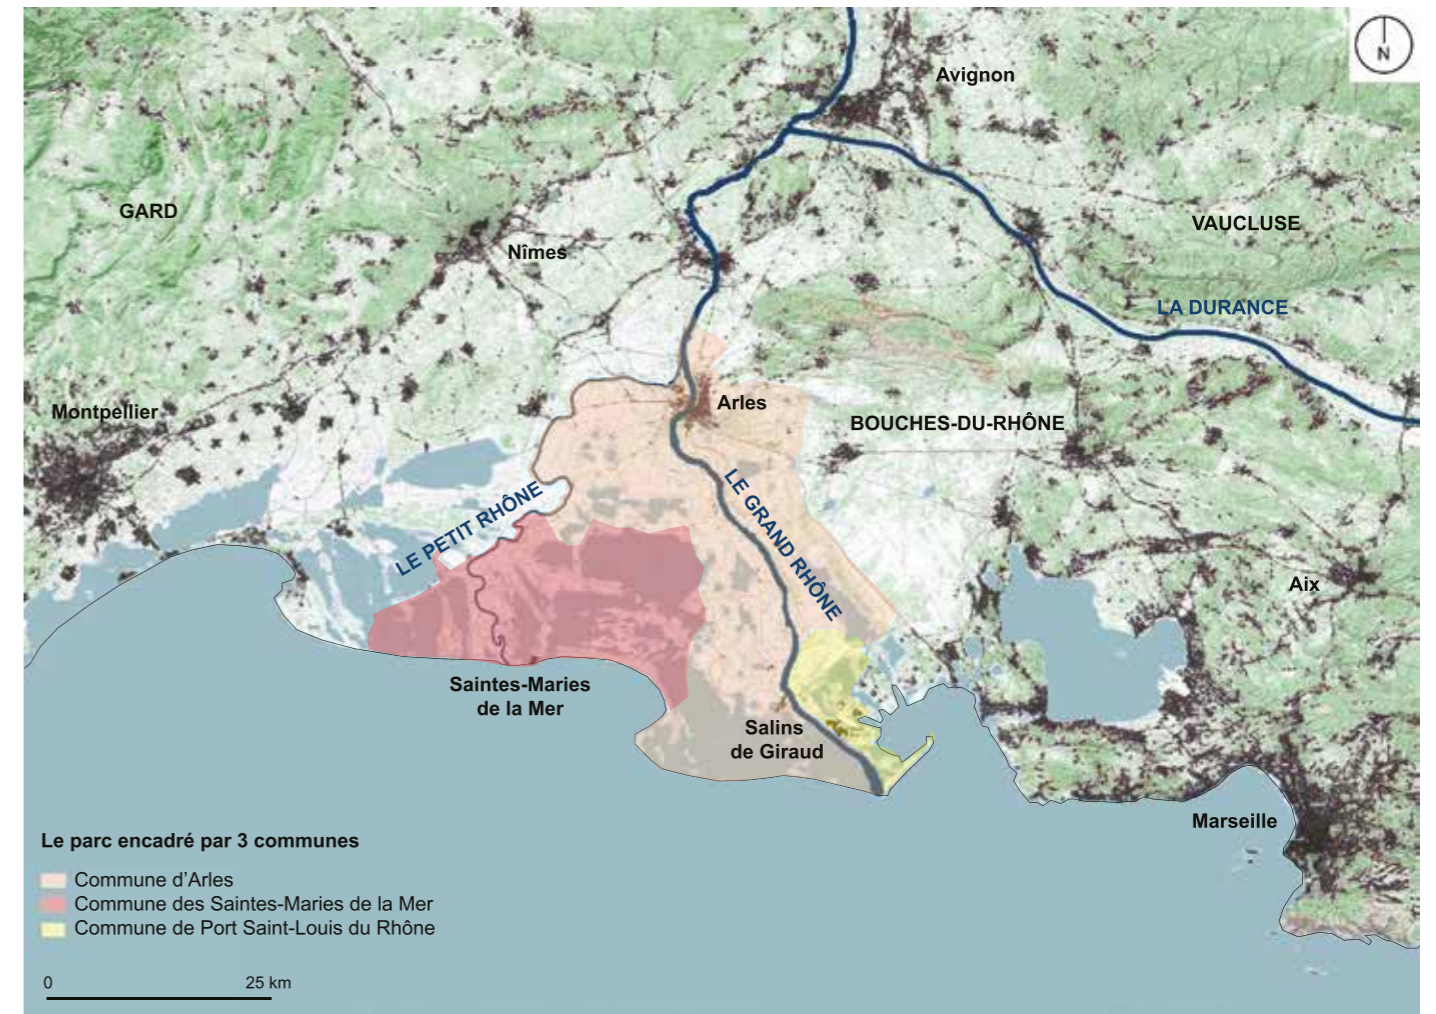 N
Avignon
GARD
VAUCLUSE
Nîmes
LA DURANCE
Montpellier
Arles
BOUCHES-DU-RHÔNE
LE PETIT RHÔNE
LE GRAND RHÔNE
Aix
Saintes-Maries
de la Mer
Salins
de Giraud
Marseille
Le parc encadré par 3 communes
Commune d'Arles
Commune des Saintes-Maries de la Mer
Commune de Port Saint-Louis du Rhône
0 25 km